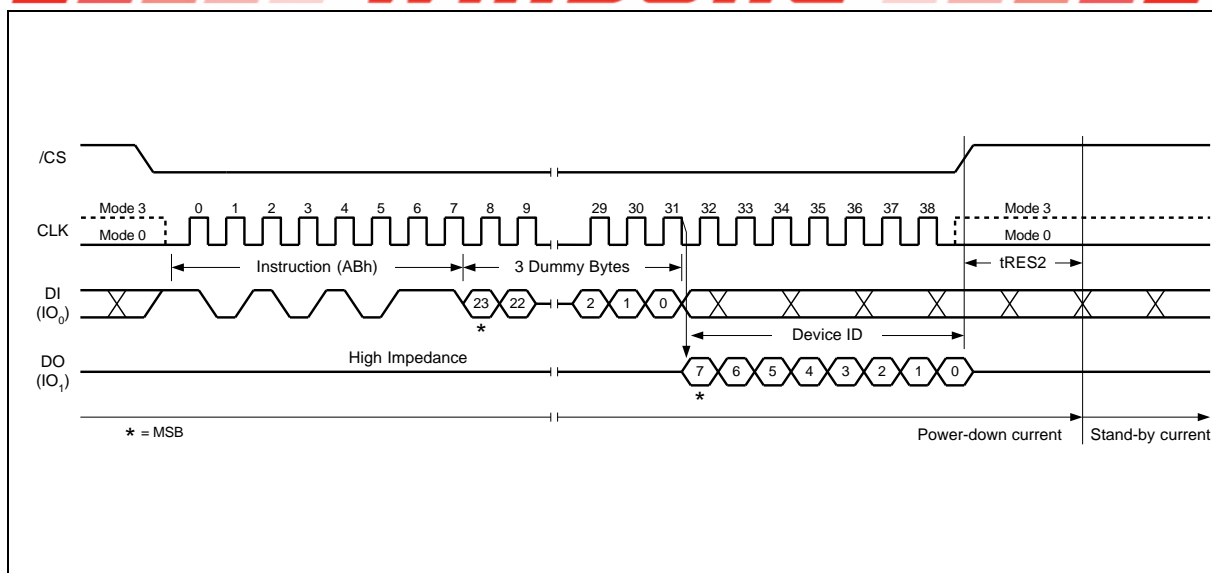 /CS
Mode 3 0 1 2 3 4 5 6 7 8 9 29 30 31 32 33 34 35 36 37 38 Mode 3
CLK Mode 0 Mode 0
Instruction (ABh) 3 Dummy Bytes tRES2
DI
(IO0) 23 22 2 1 0
*
Device ID
High Impedance
DO
(IO1) 7 6 5 4 3 2 1 0
*
* = MSB Power-down current Stand-by current